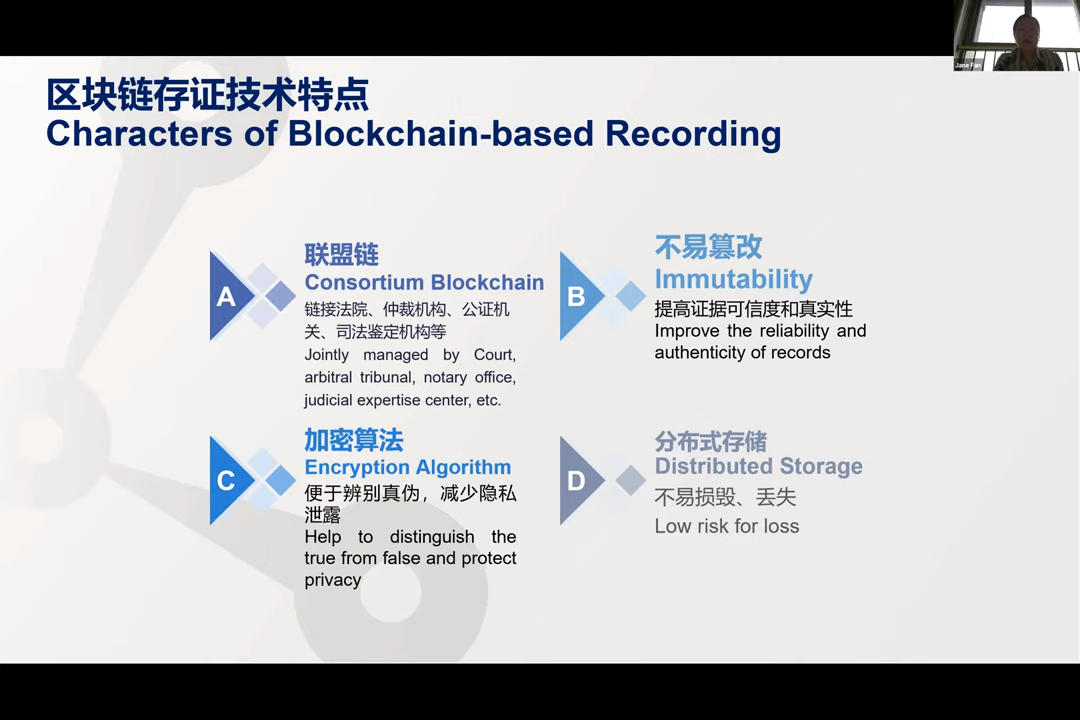 Jane Fan
区块链存证技术特点
Characters of Blockchain-based Recording
A
联盟链
Consortium Blockchain
链接法院、仲裁机构、公证机
关、司法鉴定机构等
Jointly managed by Court,
arbitral tribunal, notary office,
judicial expertise center, etc.
B
不易篡改
Immutability
提高证据可信度和真实性
Improve the reliability and
authenticity of records
C
加密算法
Encryption Algorithm
便于辨别真伪，减少隐私
泄露
Help to distinguish the
true from false and protect
privacy
D
分布式存储
Distributed Storage
不易损毁、丢失
Low risk for loss